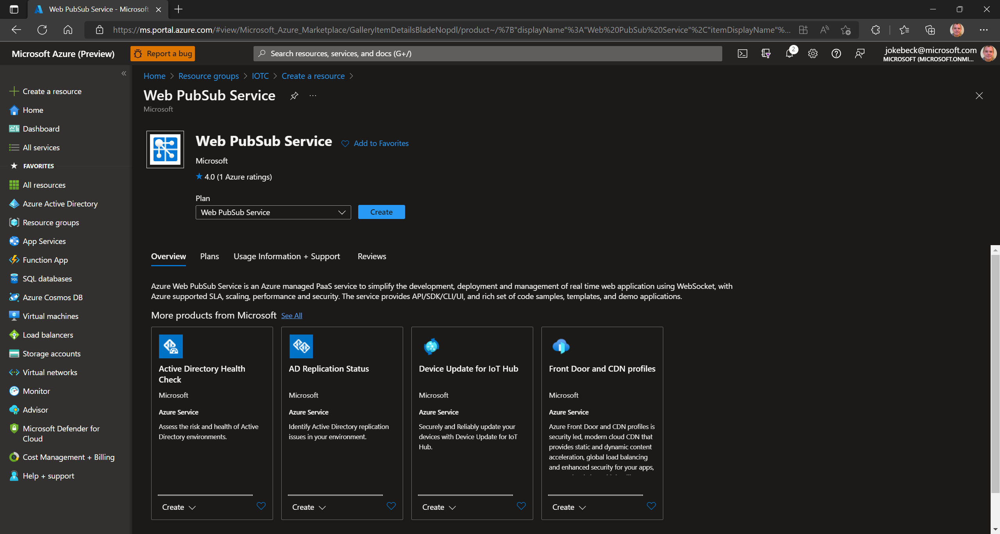 Web PubSub Service - Microsoft
https://ms.portal.azure.com/#view/Microsoft_Azure_Marketplace/GalleryItemDetailsBladeNopdl/product~/%7B"displayName"%3A"Web%20PubSub%20Service"%2C"itemDisplayName"%...
Microsoft Azure (Preview)
Report a bug
Search resources, services, and docs (G+/)
2
jokebeck@microsoft.com
MICROSOFT (MICROSOFT.ONMI...
Create a resource
Home
Dashboard
All services
FAVORITES
All resources
Azure Active Directory
Resource groups
App Services
Function App
SQL
SQL databases
Azure Cosmos DB
Virtual machines
Load balancers
Storage accounts
Virtual networks
Monitor
Advisor
Microsoft Defender for
Cloud
Cost Management + Billing
Help + support
Home > Resource groups > IOTC > Create a resource >
Web PubSub Service
...
Microsoft
Web PubSub Service
Add to Favorites
Microsoft
4.0 (1 Azure ratings)
Plan
Web PubSub Service
Create
Overview
Plans
Usage Information + Support
Reviews
Azure Web PubSub Service is an Azure managed PaaS service to simplify the development, deployment and management of real time web application using WebSocket, with
Azure supported SLA, scaling, performance and security. The service provides API/SDK/CLI/UI, and rich set of code samples, templates, and demo applications.
More products from Microsoft See All
Active Directory Health
Check
Microsoft
Azure Service
Assess the risk and health of Active
Directory environments.
Create
AD Replication Status
Microsoft
Azure Service
Identify Active Directory replication
issues in your environment.
Create
Device Update for IoT Hub
Microsoft
Azure Service
Securely and Reliably update your
devices with Device Update for IoT
Hub.
Create
Front Door and CDN profiles
Microsoft
Azure Service
Azure Front Door and CDN profiles is
security led, modern cloud CDN that
provides static and dynamic content
acceleration, global load balancing
and enhanced security for your apps,
Create